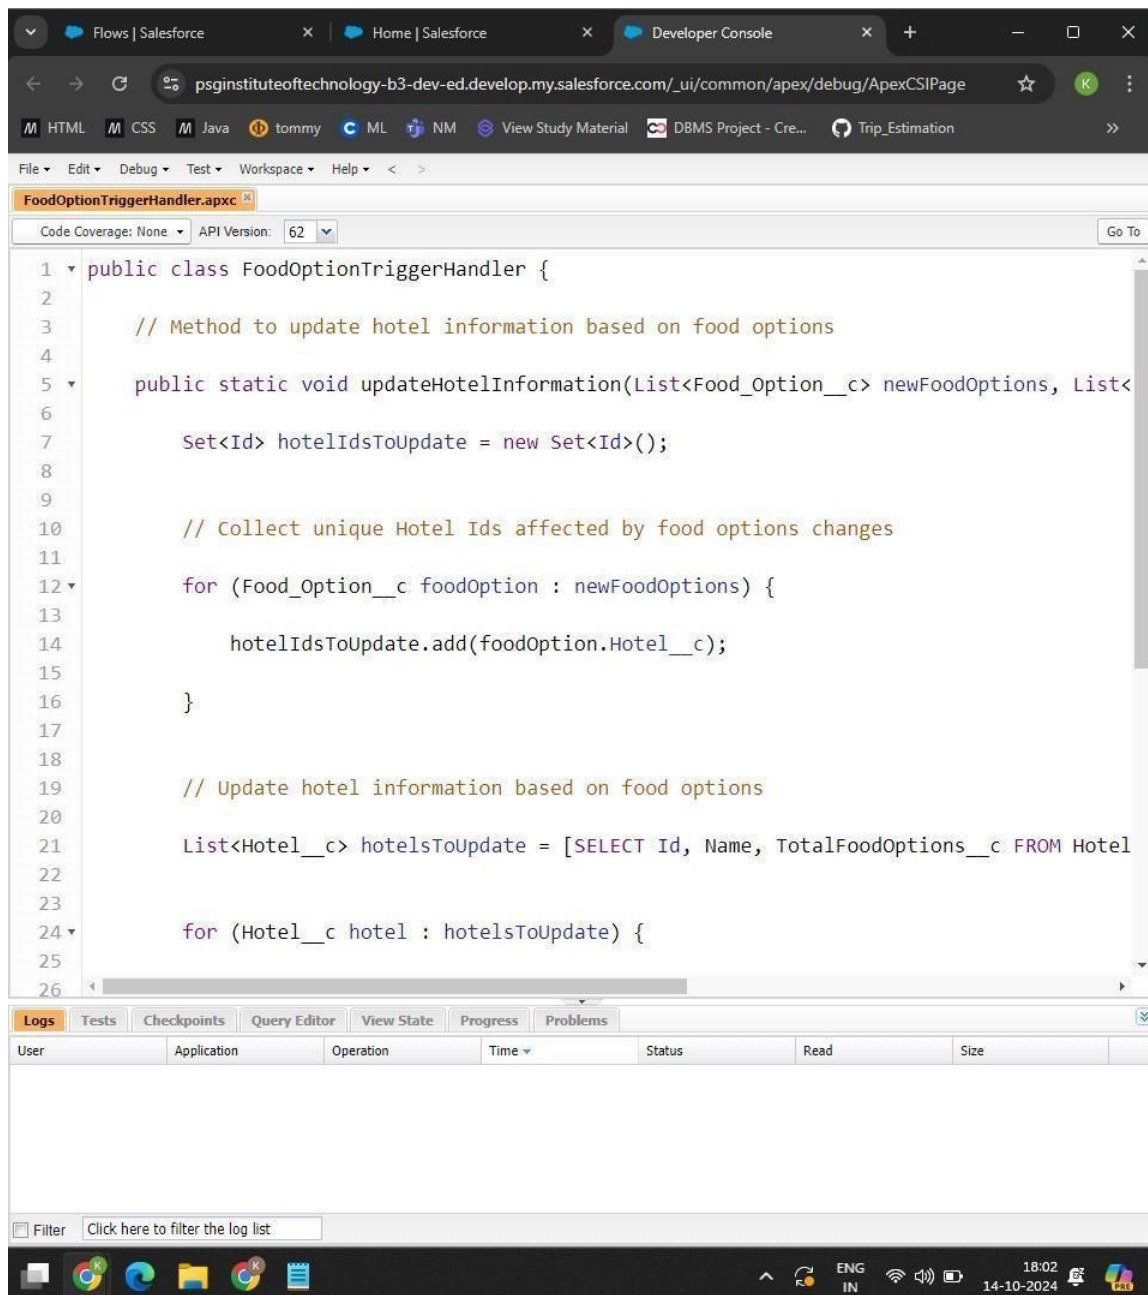 Flows | Salesforce
Home | Salesforce
Developer Console
psginstituteoftechnology-b3-dev-ed.develop.my.salesforce.com/_ui/common/apex/debug/ApexCSIPage
K
HTML CSS Java tommy ML NM View Study Material DBMS Project - Cre... Trip_Estimation
File Edit Debug Test Workspace Help < >
FoodOptionTriggerHandler.apxc
Code Coverage: None API Version: 62 Go To
1 public class FoodOptionTriggerHandler {
2
3 // Method to update hotel information based on food options
4
5 public static void updateHotelInformation(List<Food_Option__c> newFoodOptions, List<
6
7 Set<Id> hotelIdsToUpdate = new Set<Id>();
8
9
10 // Collect unique Hotel Ids affected by food options changes
11
12 for (Food_Option__c foodOption : newFoodOptions) {
13
14 hotelIdsToUpdate.add(foodOption.Hotel__c);
15
16 }
17
18
19 // Update hotel information based on food options
20
21 List<Hotel__c> hotelsToUpdate = [SELECT Id, Name, TotalFoodOptions__c FROM Hotel
22
23
24 for (Hotel__c hotel : hotelsToUpdate) {
25
26
Logs Tests Checkpoints Query Editor View State Progress Problems
User Application Operation Time Status Read Size
Filter Click here to filter the log list
ENG
IN
18:02
14-10-2024
PRE